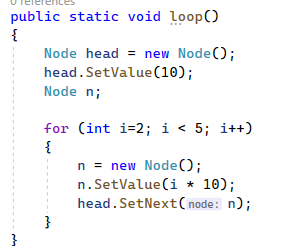 0 references
public static void loop()
{
    Node head = new Node();
    head.SetValue(10);
    Node n;

    for (int i=2; i < 5; i++)
    {
        n = new Node();
        n.SetValue(i * 10);
        head.SetNext(node: n);
    }
}